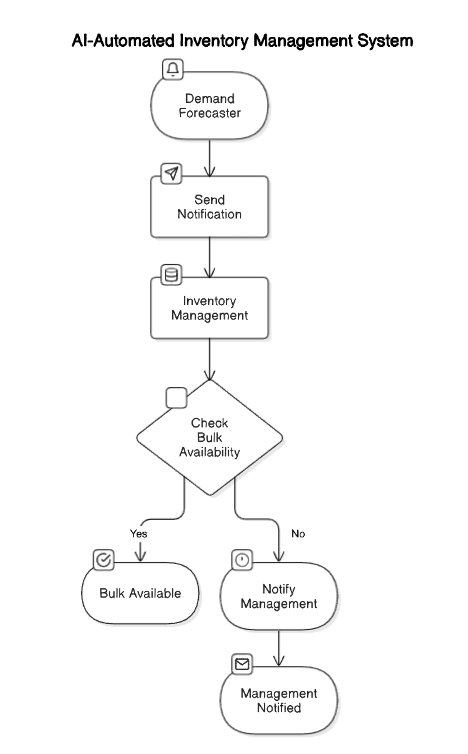 AI-Automated Inventory Management System
Demand
Forecaster
Send
Notification
Inventory
Management
Check
Bulk
Availability
Yes
No
Bulk Available
Notify
Management
Management
Notified